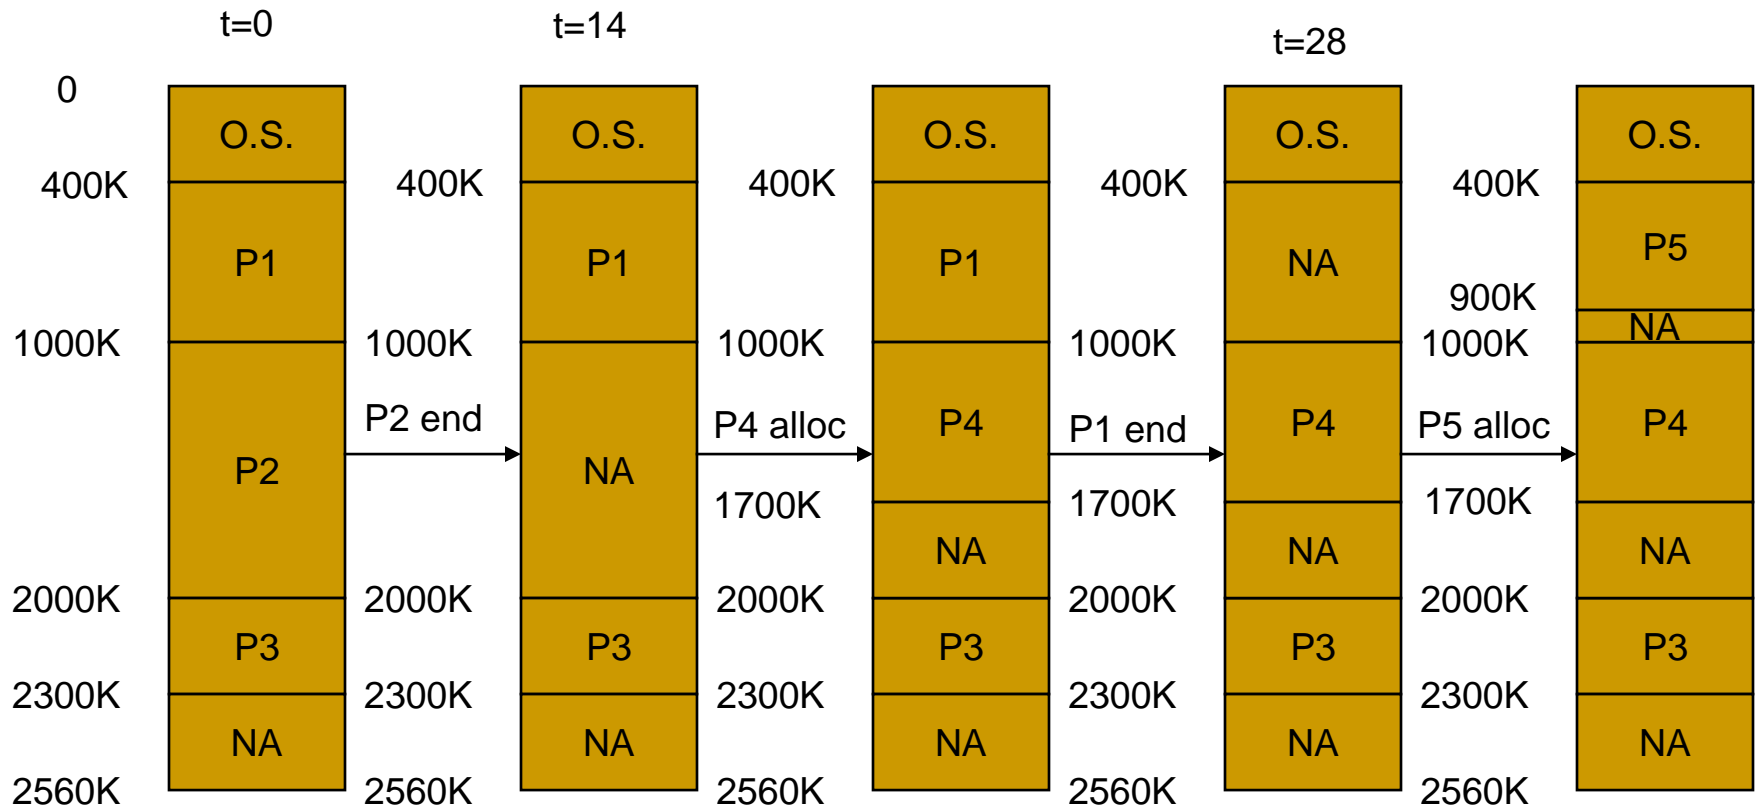 t=0
t=14
t=28
0
O.S.
O.S.
O.S.
O.S.
O.S.
400K
400K
400K
400K
400K
P1
P1
P1
NA
P5
900K
NA
1000K
1000K
1000K
1000K
1000K
P2 end
P4 alloc
P1 end
P5 alloc
P2
NA
P4
P4
P4
1700K
1700K
1700K
NA
NA
NA
2000K
2000K
2000K
2000K
2000K
P3
P3
P3
P3
P3
2300K
2300K
2300K
2300K
2300K
NA
NA
NA
NA
NA
2560K
2560K
2560K
2560K
2560K